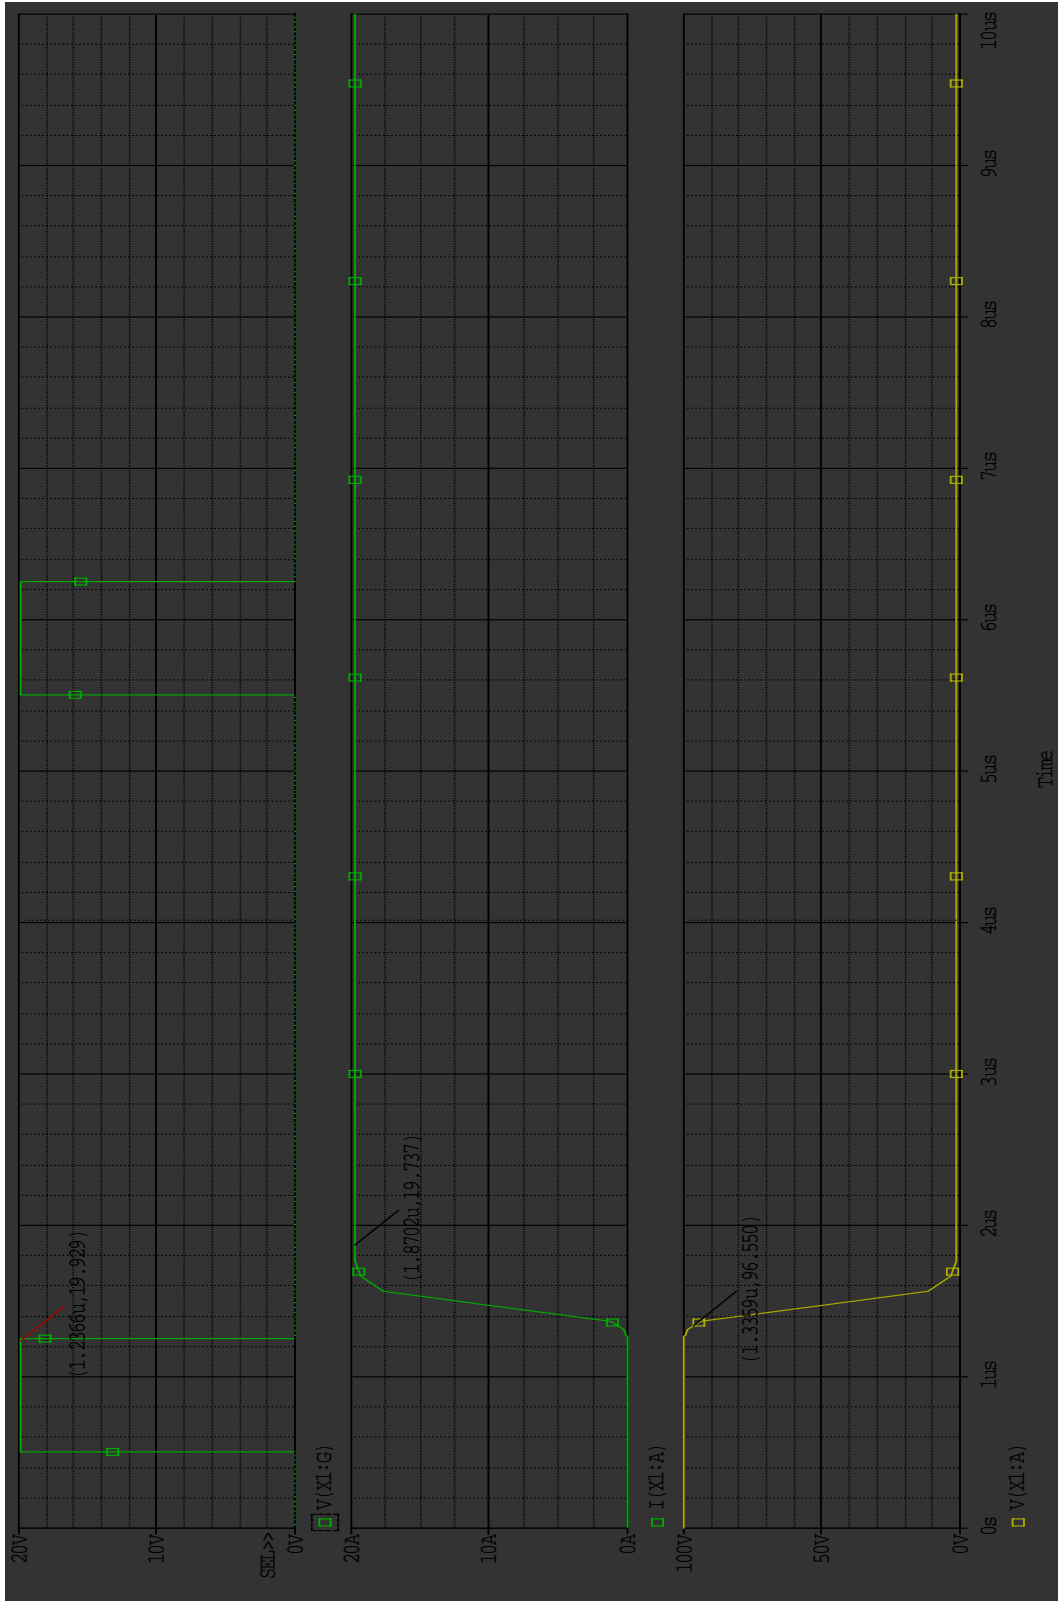 20V
10V
SEL>>
0V
(1.2366u,19.929)
V(X1:G)
20A
10A
0A
(1.8702u,19.737)
I(X1:A)
100V
50V
0V
(1.3369u,96.550)
0s
1us
2us
3us
4us
5us
6us
7us
8us
9us
10us
V(X1:A)
Time